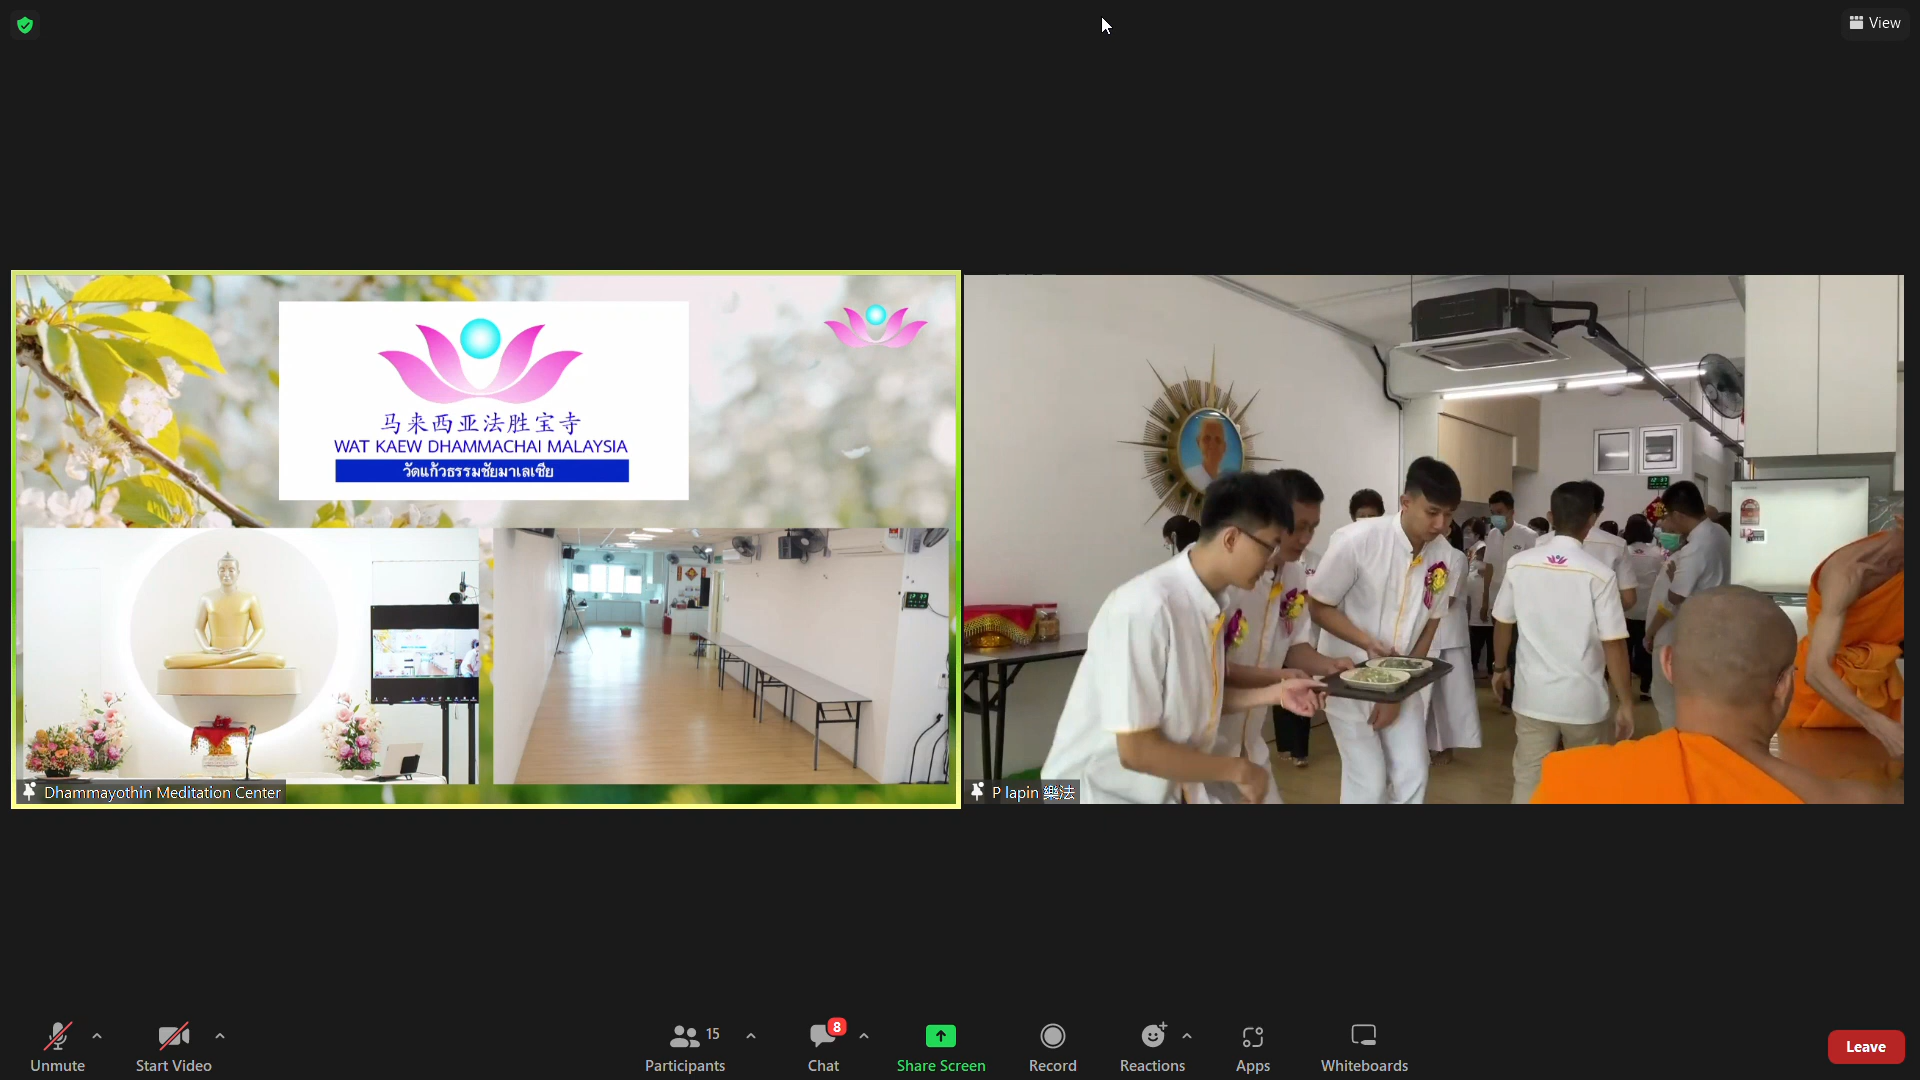 View
马来西亚法胜宝寺
WAT KAEW DHAMMACHAI MALAYSIA
วัดแก้วธรรมชัยมาเลเซีย
Dhammayothin Meditation Center
P lapin 樂法
Unmute
Start Video
15
Participants
8
Chat
Share Screen
Record
Reactions
Apps
Whiteboards
Leave